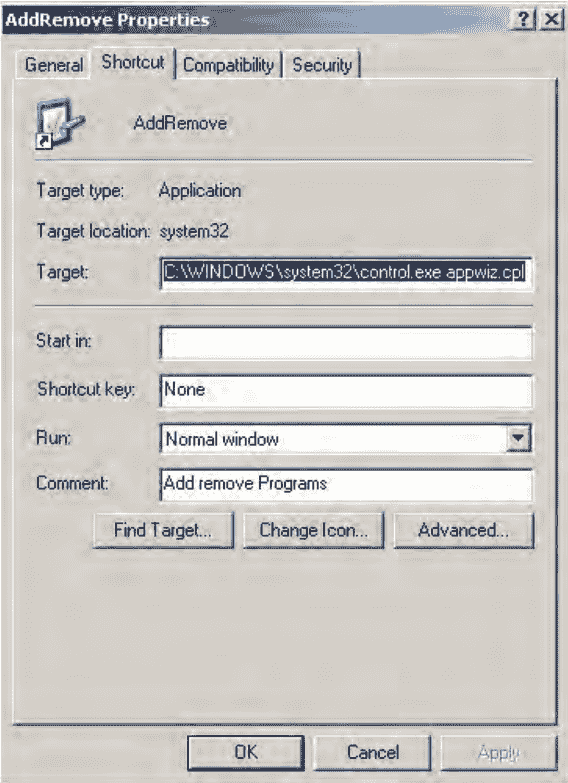 AddRemove Properties
General Shortcut Compatibility Security
AddRemove
Target type: Application
Target location: system32
Target: C:\WINDOWS\system32\control.exe appwiz.cpl
Start in:
Shortcut key: None
Run: Normal window
Comment: Add remove Programs
Find Target... Change Icon... Advanced...
OK Cancel Apply